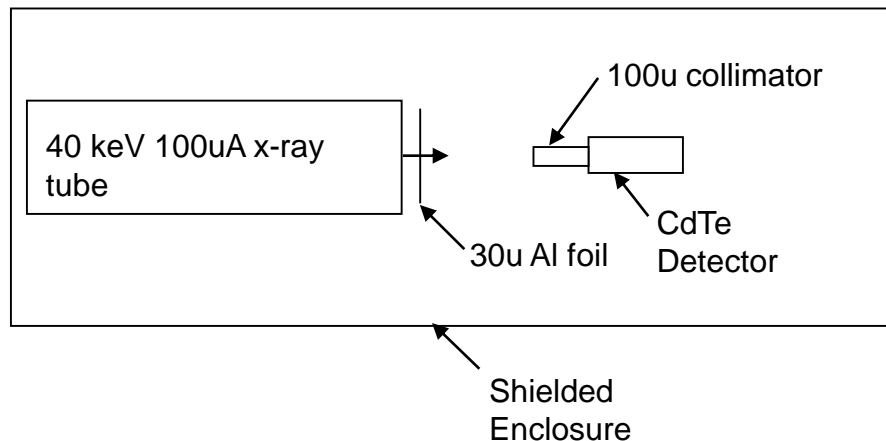 100u collimator
40 keV 100uA x-ray
tube
30u Al foil
CdTe
Detector
Shielded
Enclosure